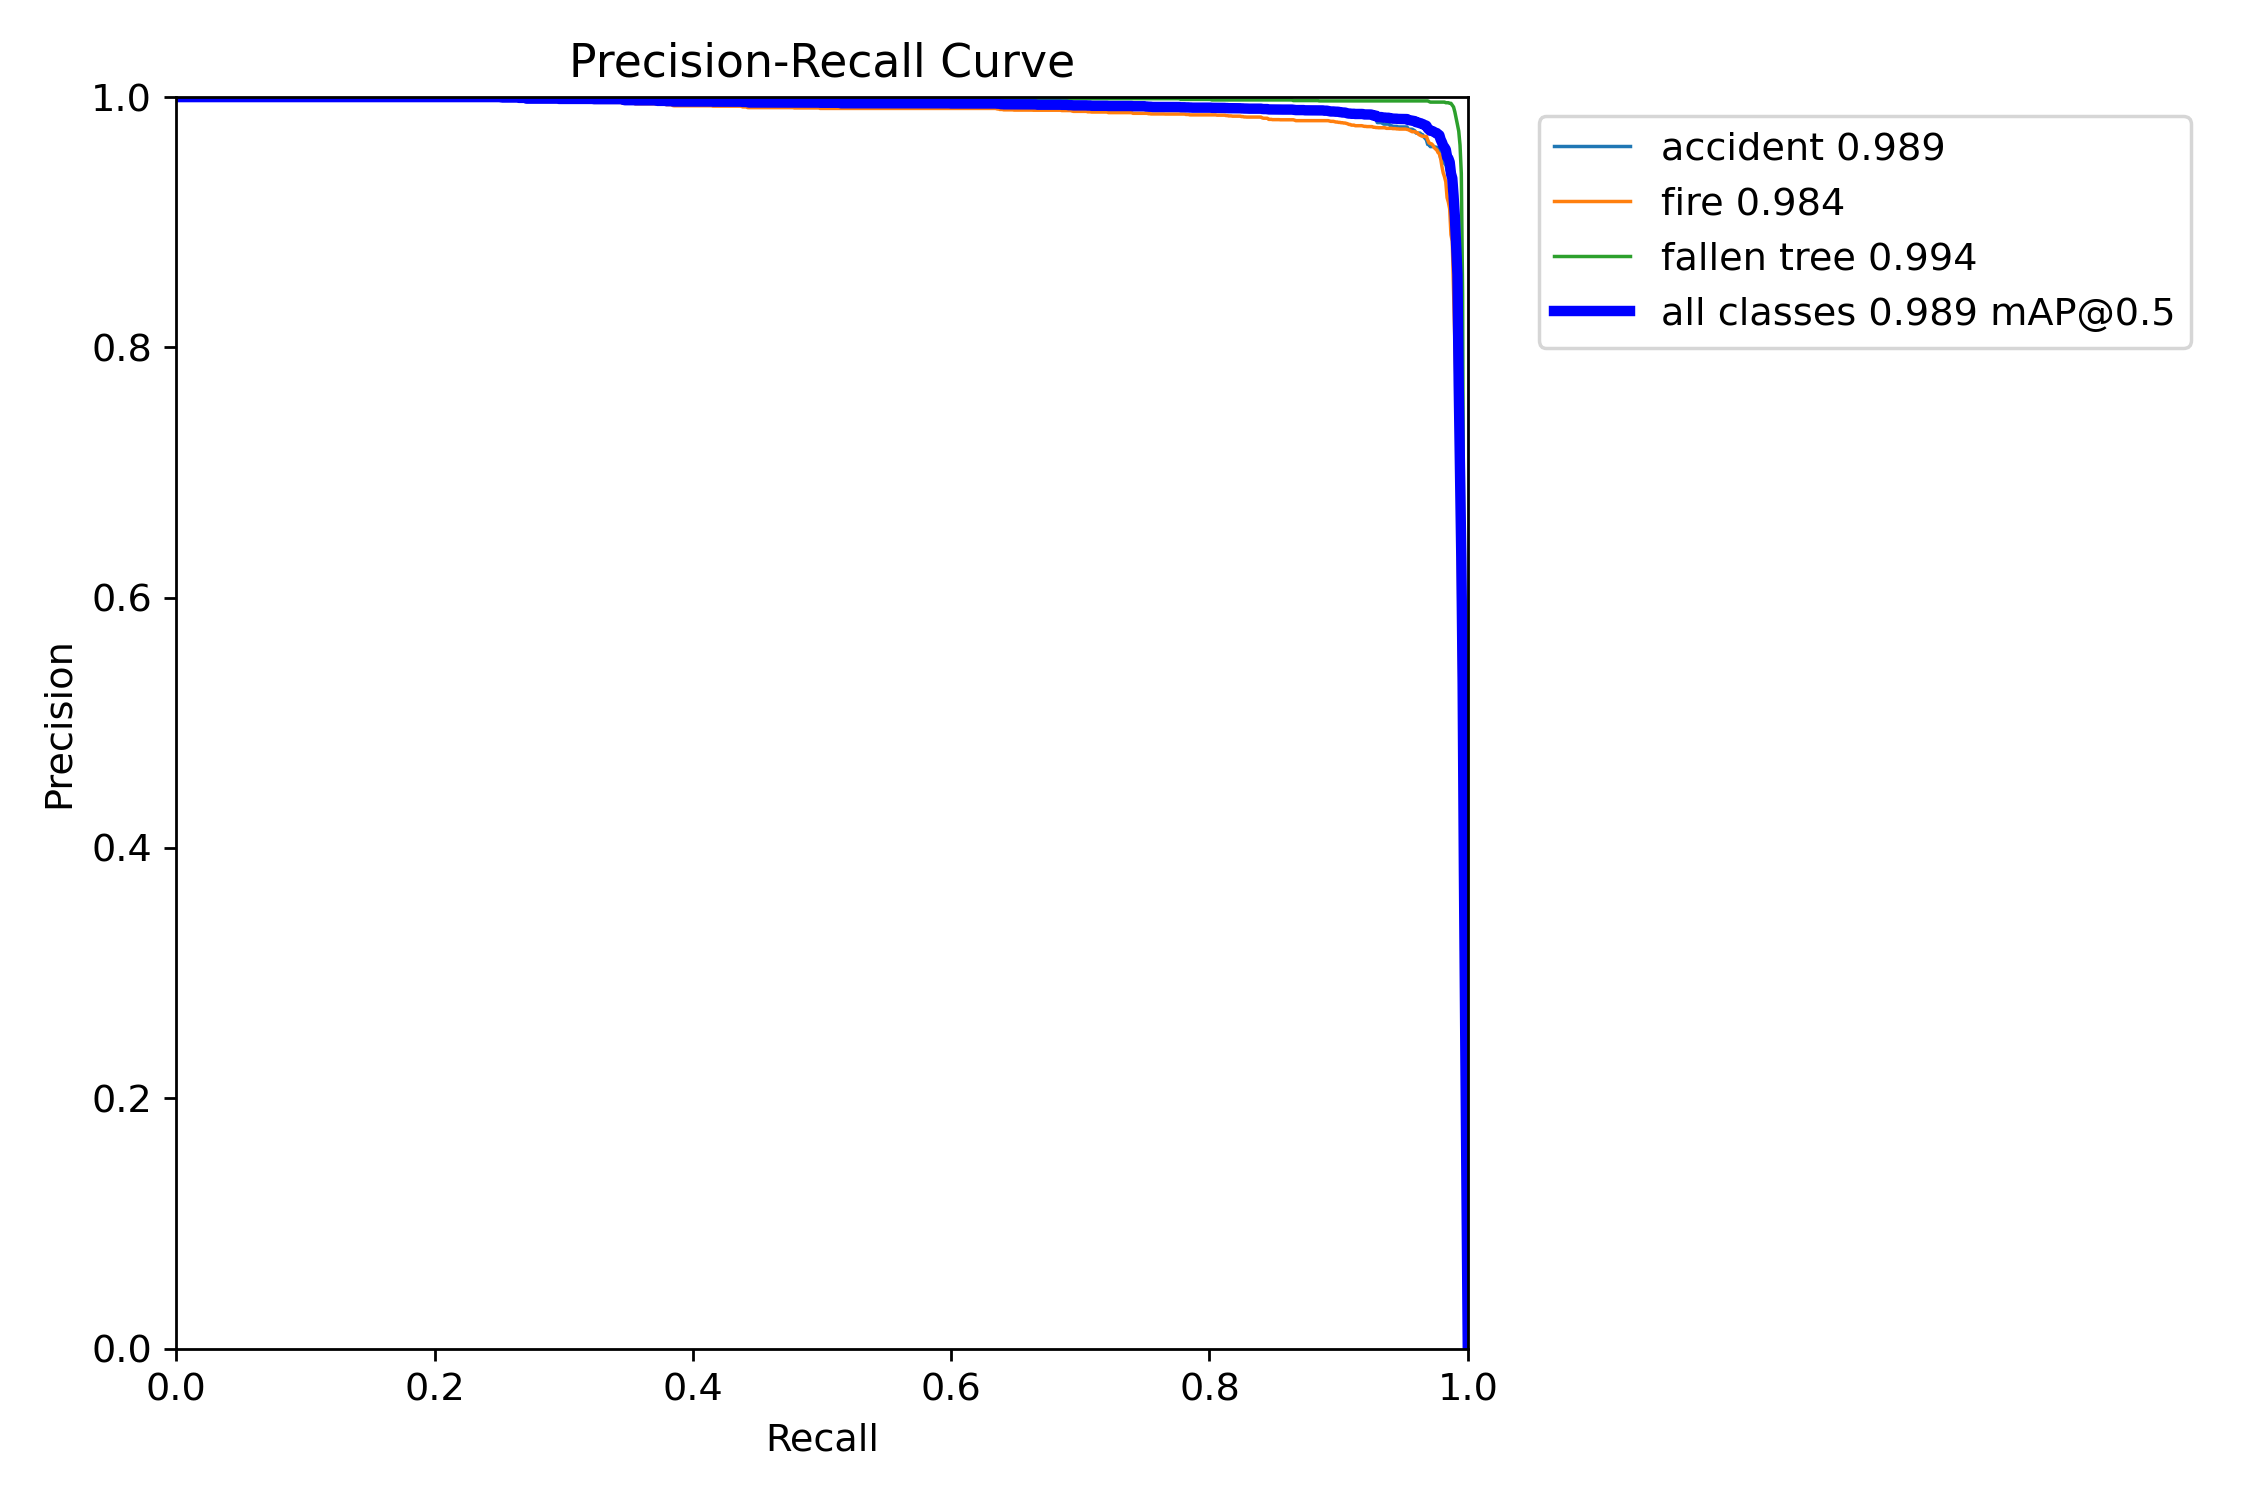 Precision-Recall Curve
1.0
0.8
0.6
0.4
0.2
0.0
Precision
0.0 0.2 0.4 0.6 0.8 1.0
Recall
accident 0.989
fire 0.984
fallen tree 0.994
all classes 0.989 mAP@0.5